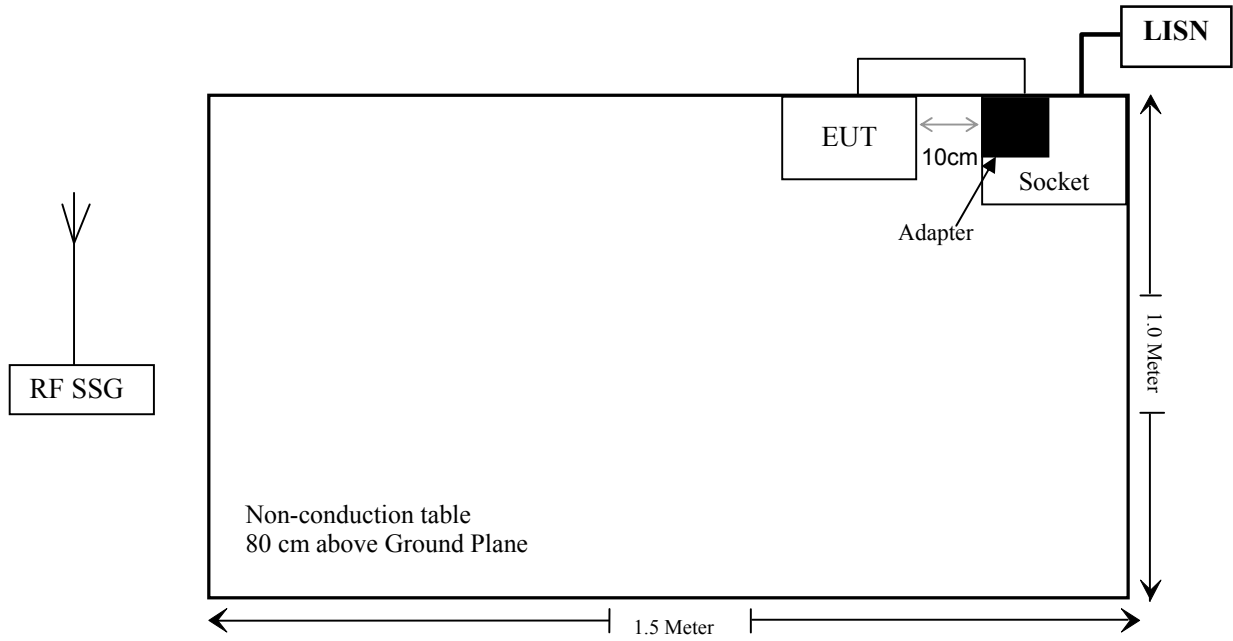 LISN
EUT
10cm
Socket
Adapter
RF SSG
1.0 Meter
Non-conduction table
80 cm above Ground Plane
1.5 Meter